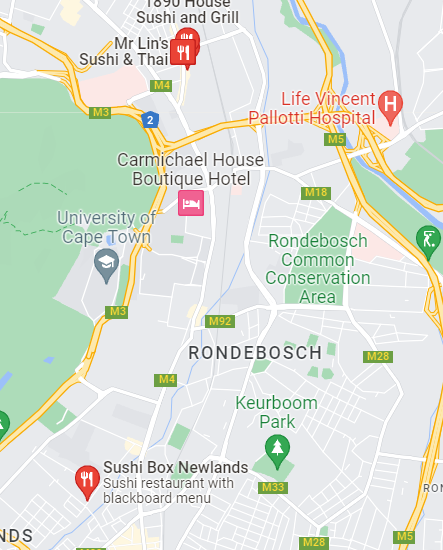 1890 House
Sushi and Grill
Mr Lin's
Sushi & Thai
M4
M3
2
Life Vincent
Pallotti Hospital
H
M5
Carmichael House
Boutique Hotel
M18
University of
Cape Town
Rondebosch
Common
Conservation
Area
M3
M92
RONDEBOSCH
M28
M4
Keurboom
Park
Sushi Box Newlands
Sushi restaurant with
blackboard menu
M33
RON
NDS
M28
M5